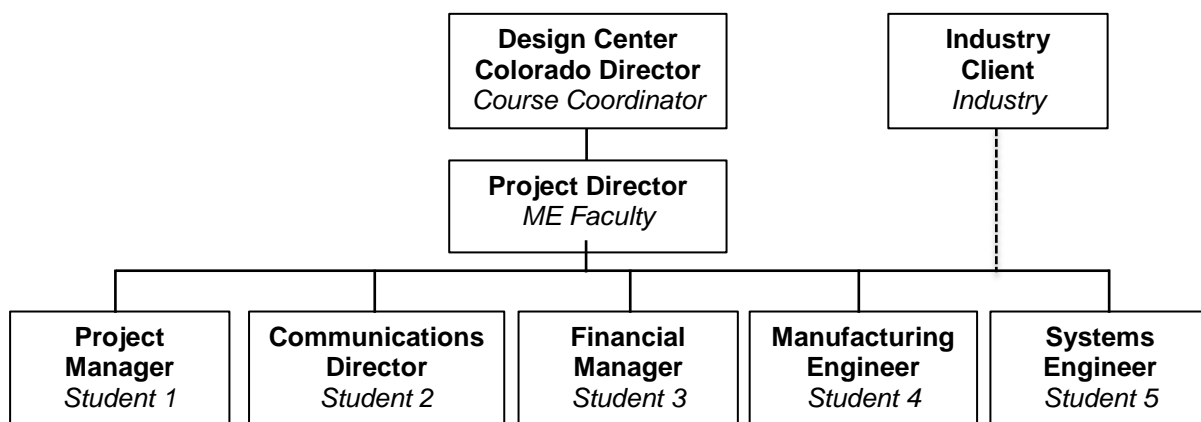 Design Center
Colorado Director
Course Coordinator
Industry
Client
Industry
Project Director
ME Faculty
Project
Manager
Student 1
Communications
Director
Student 2
Financial
Manager
Student 3
Manufacturing
Engineer
Student 4
Systems
Engineer
Student 5